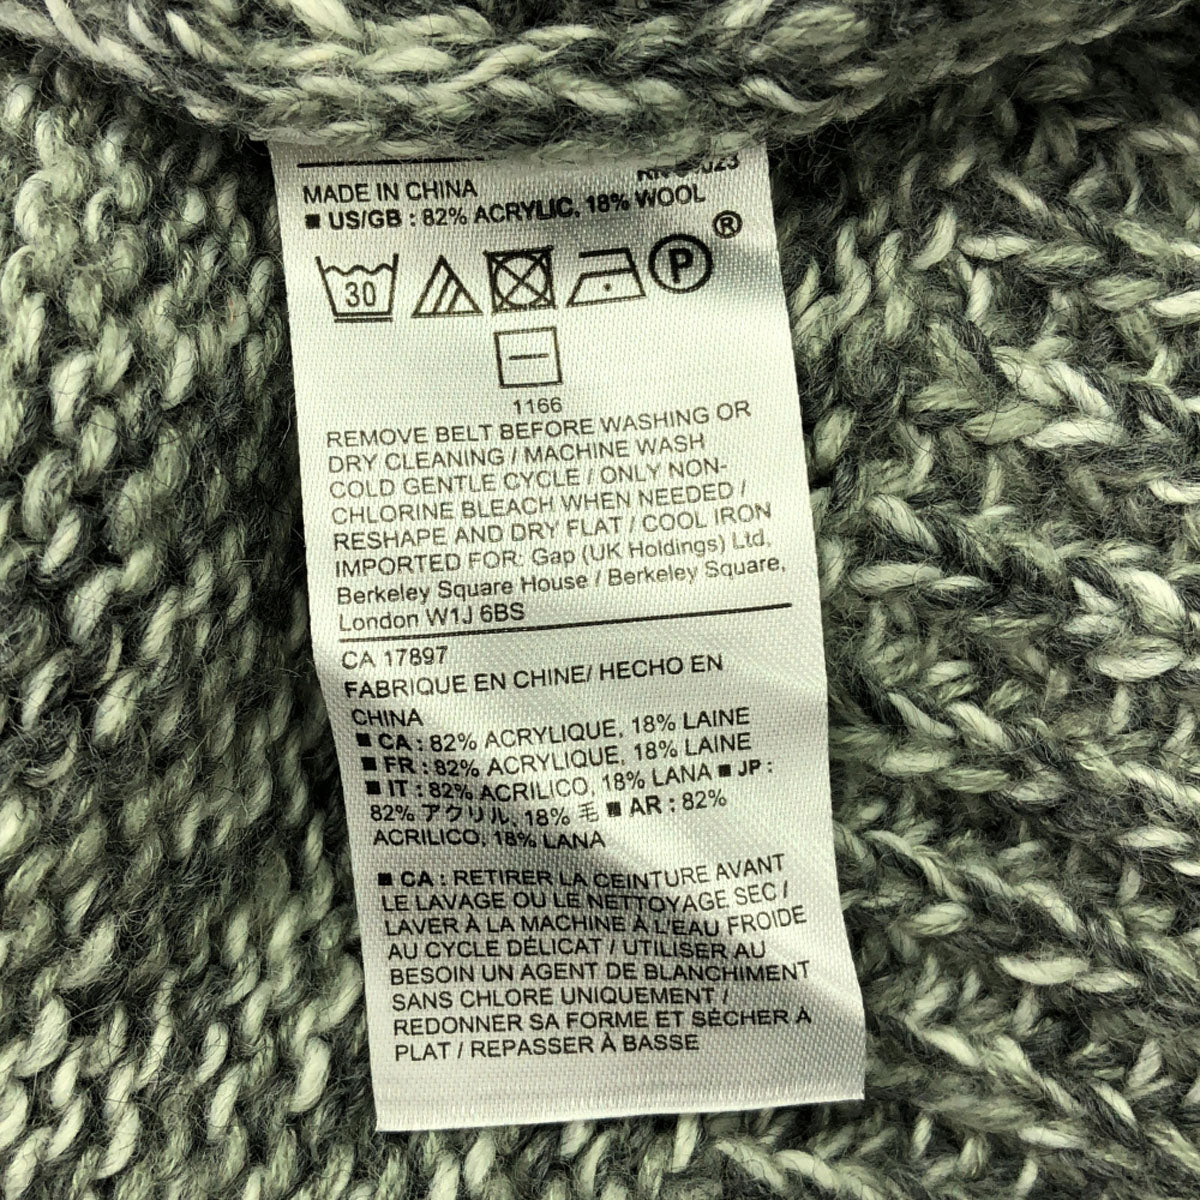 MADE IN CHINA
■ US/GB : 82% ACRYLIC, 18% WOOL
30 P ®
1166
REMOVE BELT BEFORE WASHING OR
DRY CLEANING / MACHINE WASH
COLD GENTLE CYCLE / ONLY NON-
CHLORINE BLEACH WHEN NEEDED /
RESHAPE AND DRY FLAT / COOL IRON
IMPORTED FOR: Gap (UK Holdings) Ltd,
Berkeley Square House / Berkeley Square,
London W1J 6BS
CA 17897
FABRIQUE EN CHINE/ HECHO EN
CHINA
■ CA : 82% ACRYLIQUE, 18% LAINE
■ FR : 82% ACRYLIQUE, 18% LAINE
■ IT : 82% ACRILICO, 18% LANA ■ JP :
82% アクリル, 18% 毛 ■ AR : 82%
ACRILICO, 18% LANA
■ CA : RETIRER LA CEINTURE AVANT
LE LAVAGE OU LE NETTOYAGE SEC /
LAVER À LA MACHINE À L'EAU FROIDE
AU CYCLE DÉLICAT / UTILISER AU
BESOIN UN AGENT DE BLANCHIMENT
SANS CHLORE UNIQUEMENT /
REDONNER SA FORME ET SÉCHER À
PLAT / REPASSER À BASSE